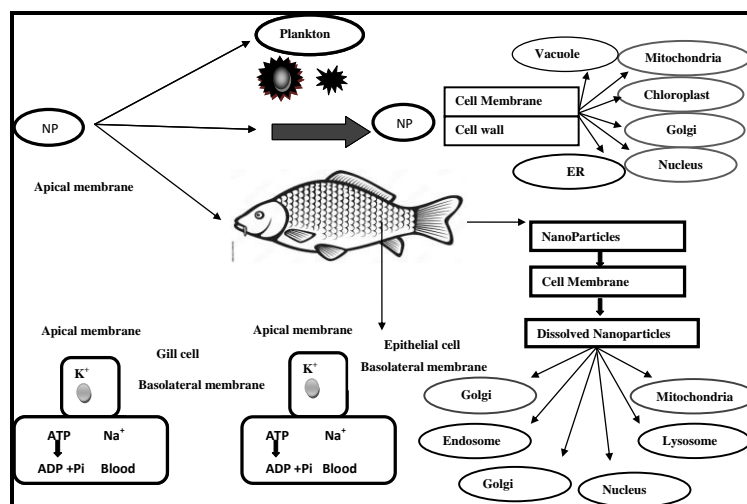 Plankton
Vacuole
Mitochondria
Chloroplast
NP
NP
Cell Membrane
Cell wall
Golgi
ER
Nucleus
Apical membrane
NanoParticles
Cell Membrane
Dissolved Nanoparticles
Apical membrane
Gill cell
Basolateral membrane
K+
ATP Na+
ADP +Pi Blood
Apical membrane
Epithelial cell
Basolateral membrane
K+
ATP Na+
ADP +Pi Blood
Golgi
Mitochondria
Endosome
Lysosome
Golgi
Nucleus